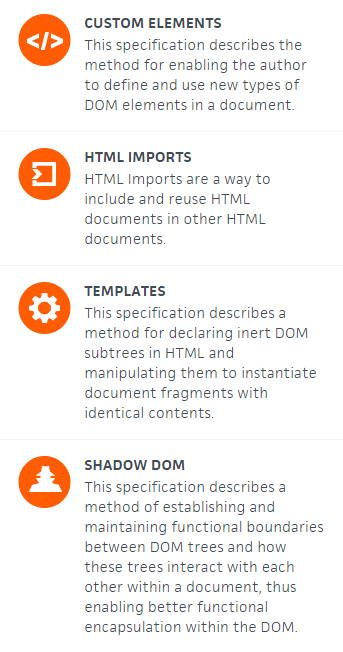 CUSTOM ELEMENTS
This specification describes the
method for enabling the author
to define and use new types of
DOM elements in a document.
HTML IMPORTS
HTML Imports are a way to
include and reuse HTML
documents in other HTML
documents.
TEMPLATES
This specification describes a
method for declaring inert DOM
subtrees in HTML and
manipulating them to instantiate
document fragments with
identical contents.
SHADOW DOM
This specification describes a
method of establishing and
maintaining functional boundaries
between DOM trees and how
these trees interact with each
other within a document, thus
enabling better functional
encapsulation within the DOM.